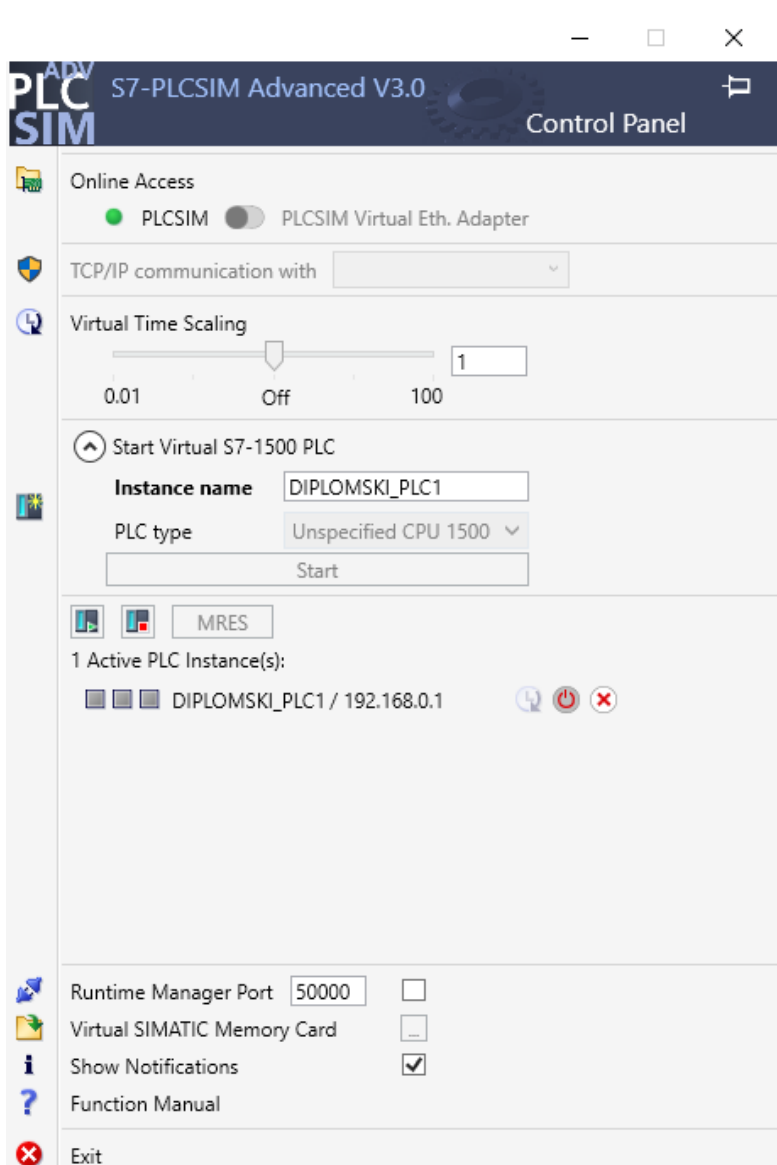 ADV
PLC
SIM
S7-PLCSIM Advanced V3.0
Control Panel
Online Access
PLCSIM PLCSIM Virtual Eth. Adapter
TCP/IP communication with
Virtual Time Scaling
1
0.01 Off 100
Start Virtual S7-1500 PLC
Instance name DIPLOMSKI_PLC1
PLC type Unspecified CPU 1500
Start
MRES
1 Active PLC Instance(s):
DIPLOMSKI_PLC1 / 192.168.0.1
Runtime Manager Port 50000
Virtual SIMATIC Memory Card ...
Show Notifications
Function Manual
Exit